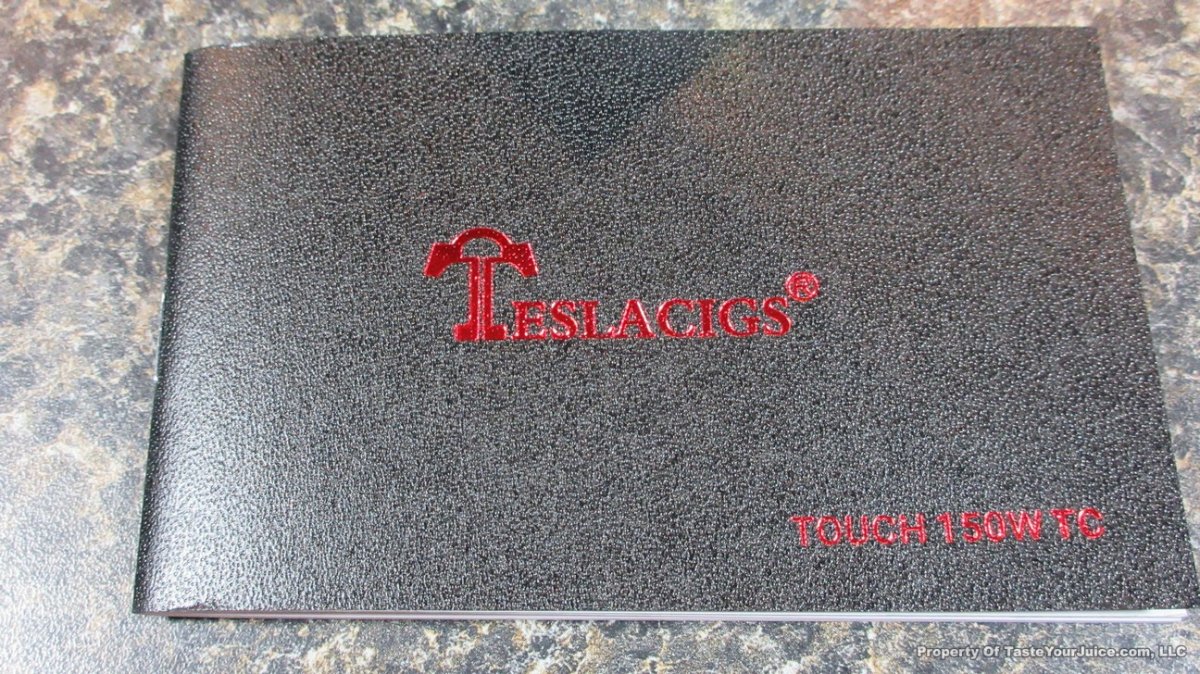 TESLACIGS®
TOUCH 150W TC
Property Of TasteYourJuice.com, LLC